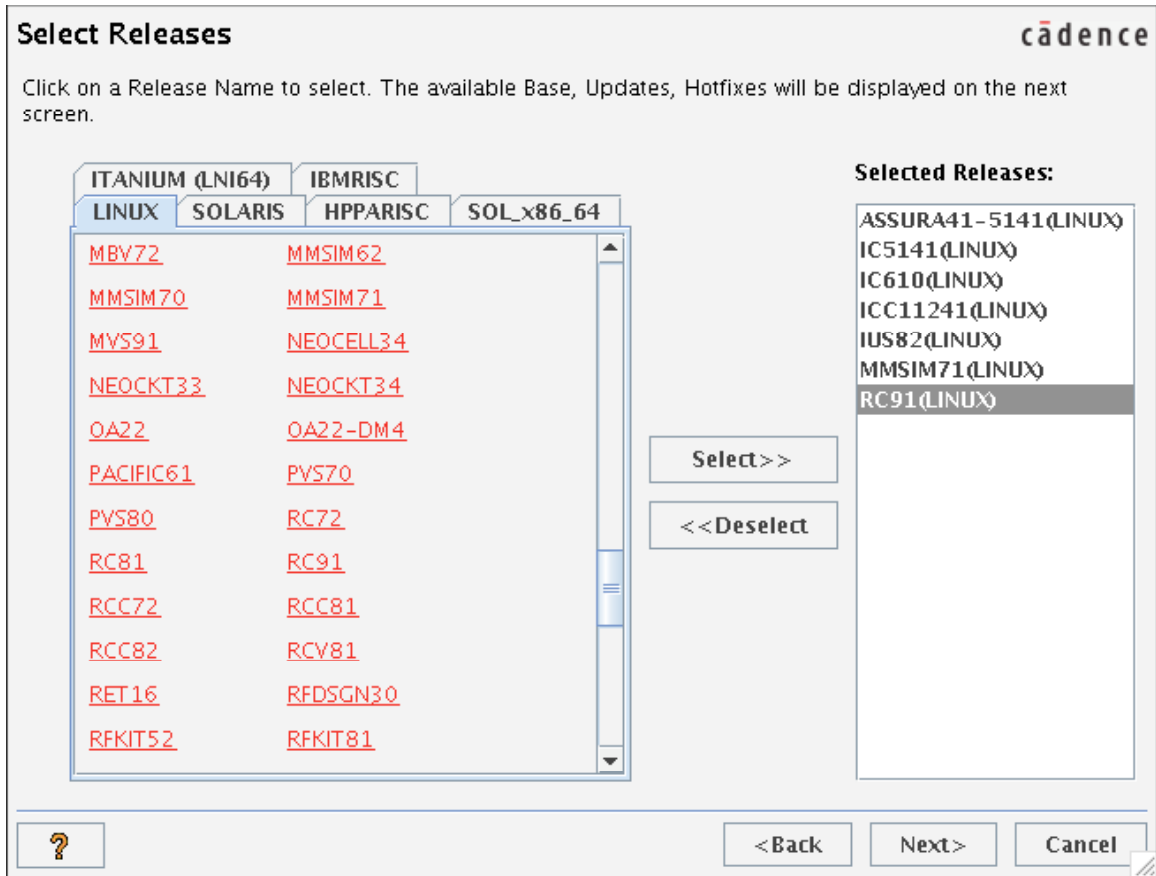 Select Releases
cādence
Click on a Release Name to select. The available Base, Updates, Hotfixes will be displayed on the next
screen.
ITANIUM (LNI64) IBMRISC
LINUX SOLARIS HPPARISC SOL_x86_64
MBV72 MMSIM62
MMSIM70 MMSIM71
MVS91 NEOCELL34
NEOCKT33 NEOCKT34
OA22 OA22-DM4
PACIFIC61 PVS70
PVS80 RC72
RC81 RC91
RCC72 RCC81
RCC82 RCV81
RET16 RFDSGN30
RFKIT52 RFKIT81
Select>>
<<Deselect
Selected Releases:
ASSURA41-5141(LINUX)
IC5141(LINUX)
IC610(LINUX)
ICC11241(LINUX)
IUS82(LINUX)
MMSIM71(LINUX)
RC91(LINUX)
?
<Back Next> Cancel